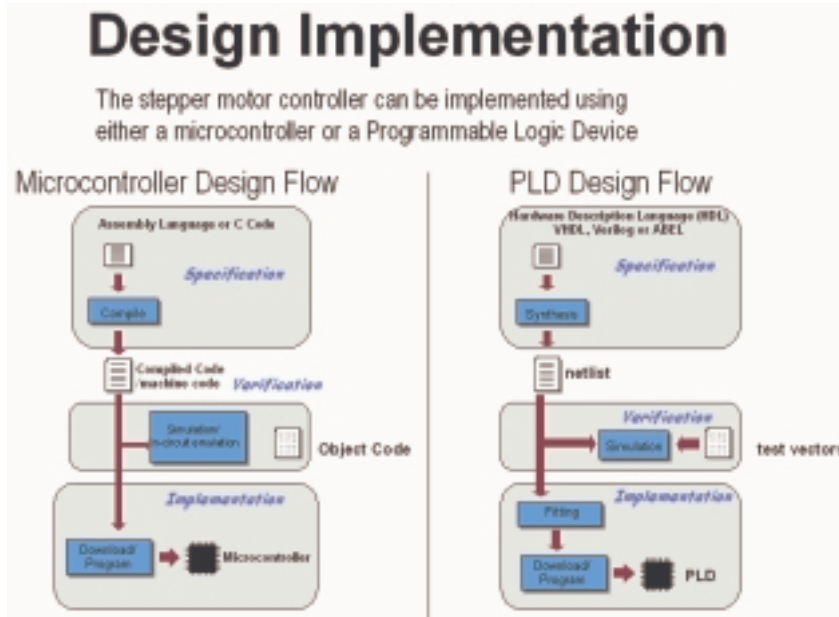 Design Implementation
The stepper motor controller can be implemented using
either a microcontroller or a Programmable Logic Device
Microcontroller Design Flow
Assembly Language or C Code
Specification
Compile
Compiled Code
/machine code
Verification
Simulation/
in-circuit emulation
Object Code
Implementation
Download/
Program
Microcontroller
PLD Design Flow
Hardware Description Language (HDL)
VHDL, Verilog or ABEL
Specification
Synthesis
netlist
Verification
Simulation
test vectors
Implementation
Fitting
Download/
Program
PLD